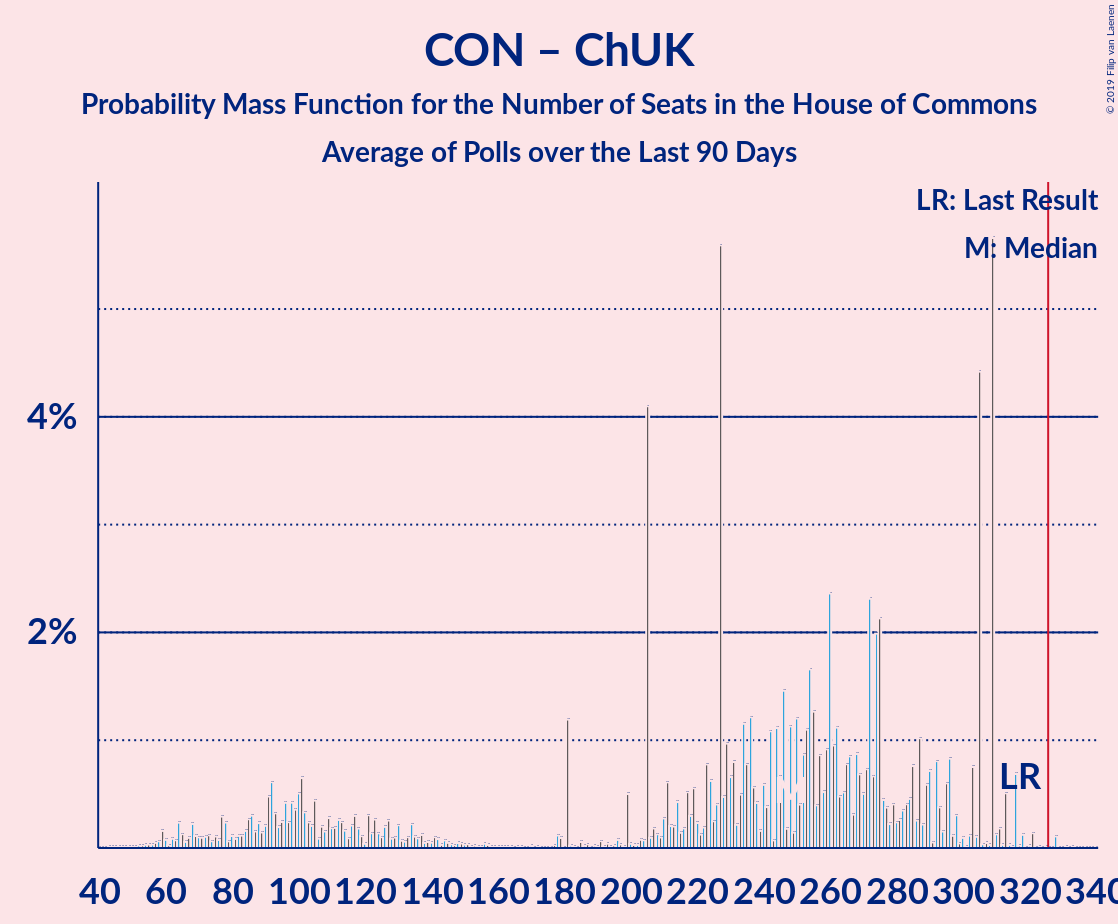 CON – ChUK
Probability Mass Function for the Number of Seats in the House of Commons
Average of Polls over the Last 90 Days
© 2019 Filip van Laenen
LR: Last Result
M: Median
4%
2%
LR
40 60 80 100 120 140 160 180 200 220 240 260 280 300 320 340